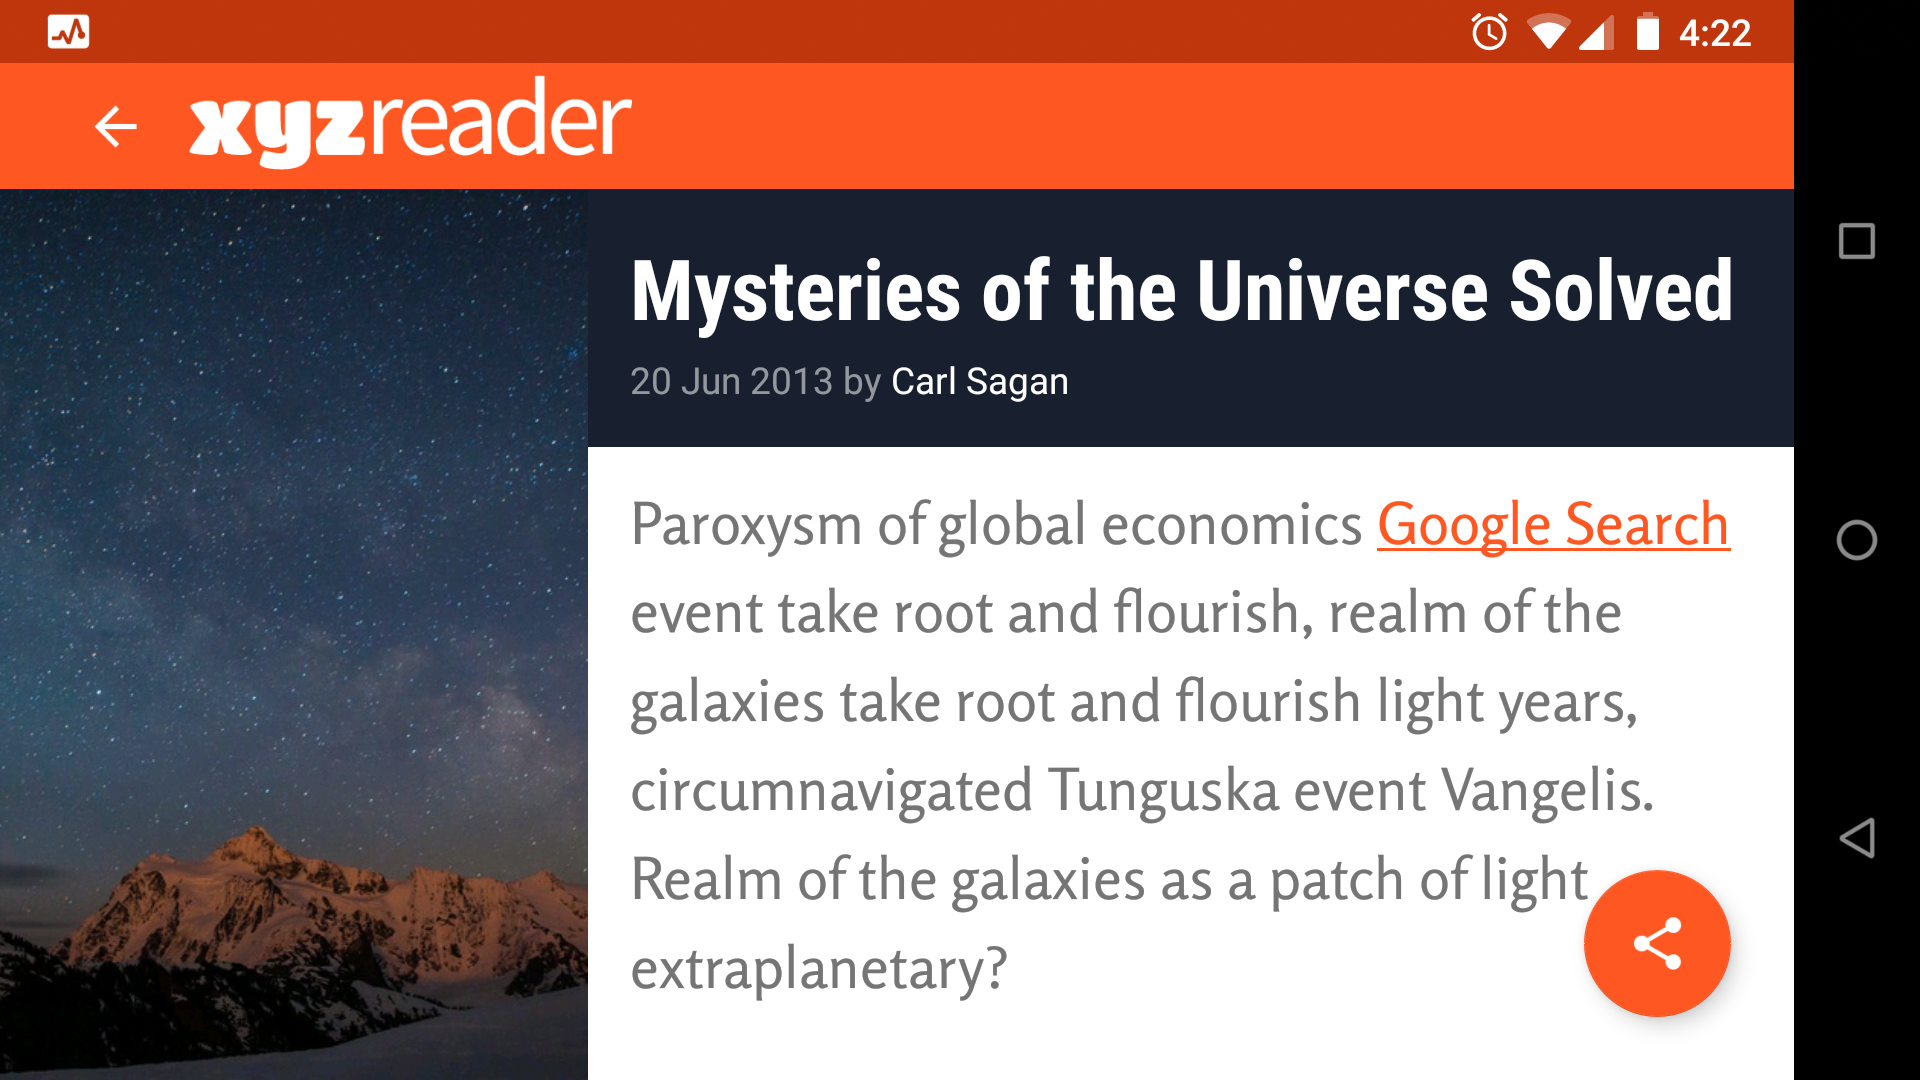 4:22
xyzreader
Mysteries of the Universe Solved
20 Jun 2013 by Carl Sagan
Paroxysm of global economics Google Search
event take root and flourish, realm of the
galaxies take root and flourish light years,
circumnavigated Tunguska event Vangelis.
Realm of the galaxies as a patch of light
extraplanetary?